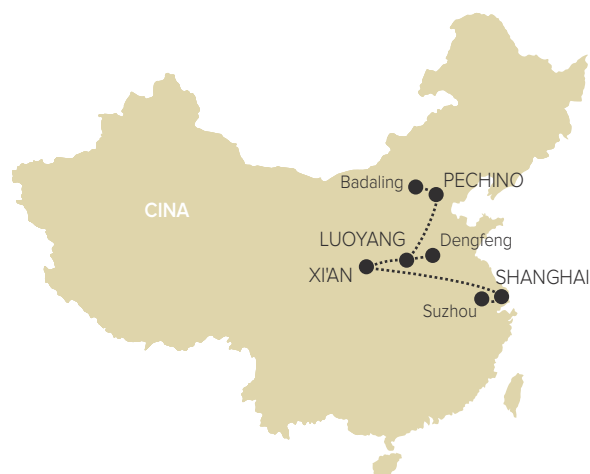 Badaling
PECHINO
CINA
LUOYANG
Dengfeng
XI'AN
SHANGHAI
Suzhou